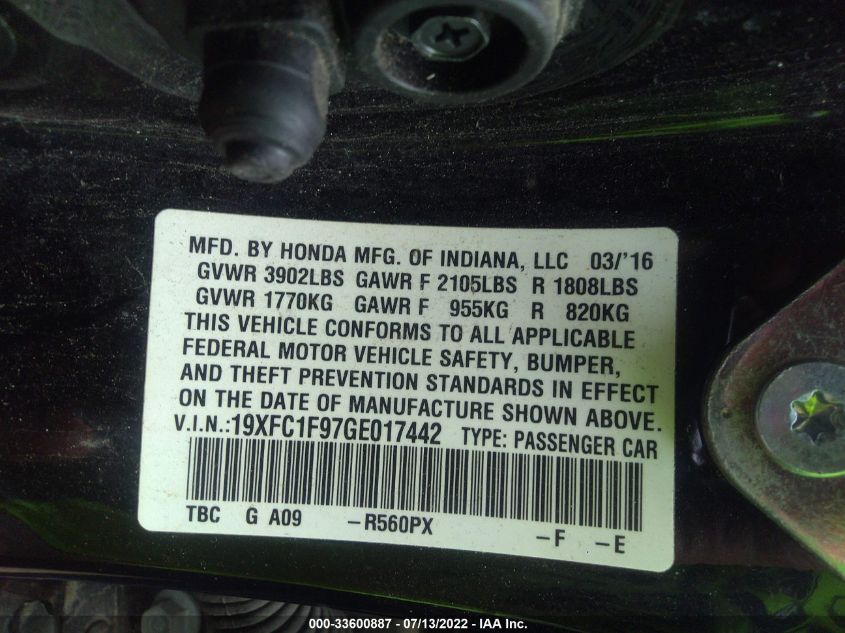 MFD. BY HONDA MFG. OF INDIANA, LLC 03/'16
GVWR 3902LBS GAWR F 2105LBS R 1808LBS
GVWR 1770KG GAWR F 955KG R 820KG
THIS VEHICLE CONFORMS TO ALL APPLICABLE
FEDERAL MOTOR VEHICLE SAFETY, BUMPER,
AND THEFT PREVENTION STANDARDS IN EFFECT
ON THE DATE OF MANUFACTURE SHOWN ABOVE.
V.I.N.:19XFC1F97GE017442 TYPE: PASSENGER CAR
TBC G A09 –R560PX –F –E
000-33600887 - 07/13/2022 - IAA Inc.